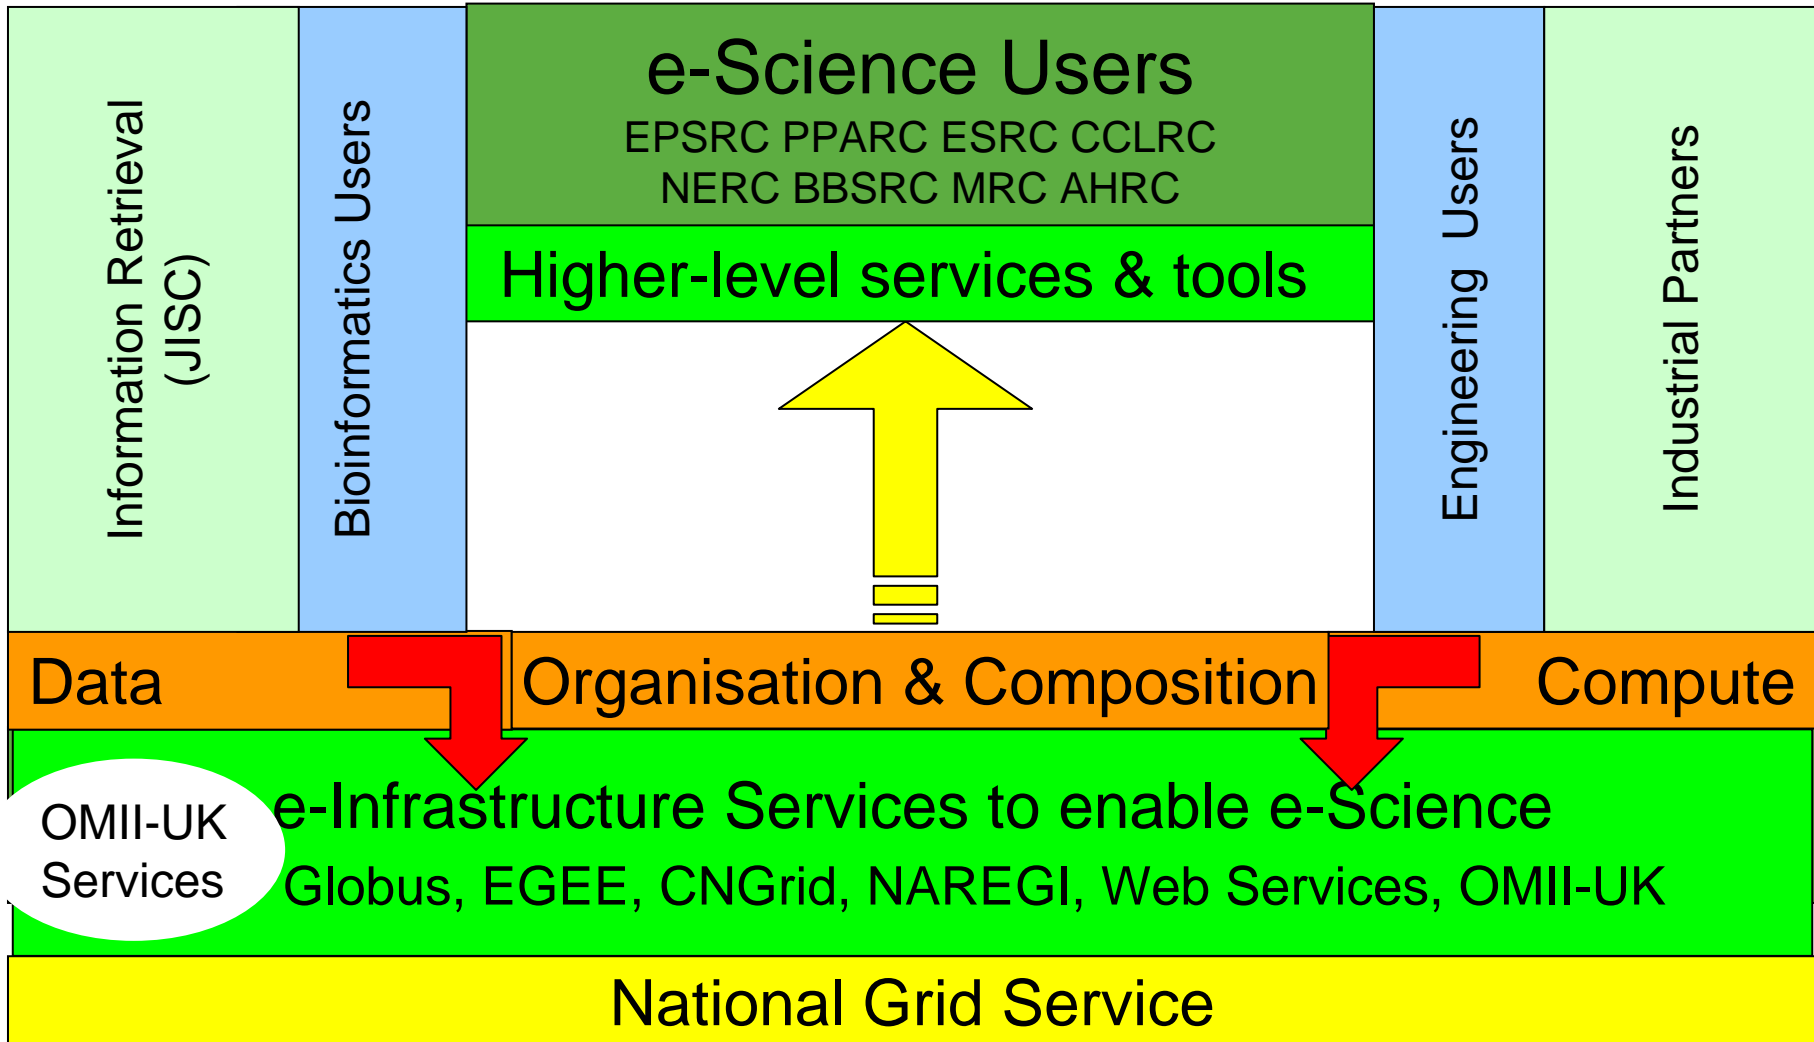 Information Retrieval
(JISC)
Bioinformatics Users
e-Science Users
EPSRC PPARC ESRC CCLRC
NERC BBSRC MRC AHRC
Higher-level services & tools
Engineering Users
Industrial Partners
Data
Organisation & Composition
Compute
OMII-UK
Services
e-Infrastructure Services to enable e-Science
Globus, EGEE, CNGrid, NAREGI, Web Services, OMII-UK
National Grid Service